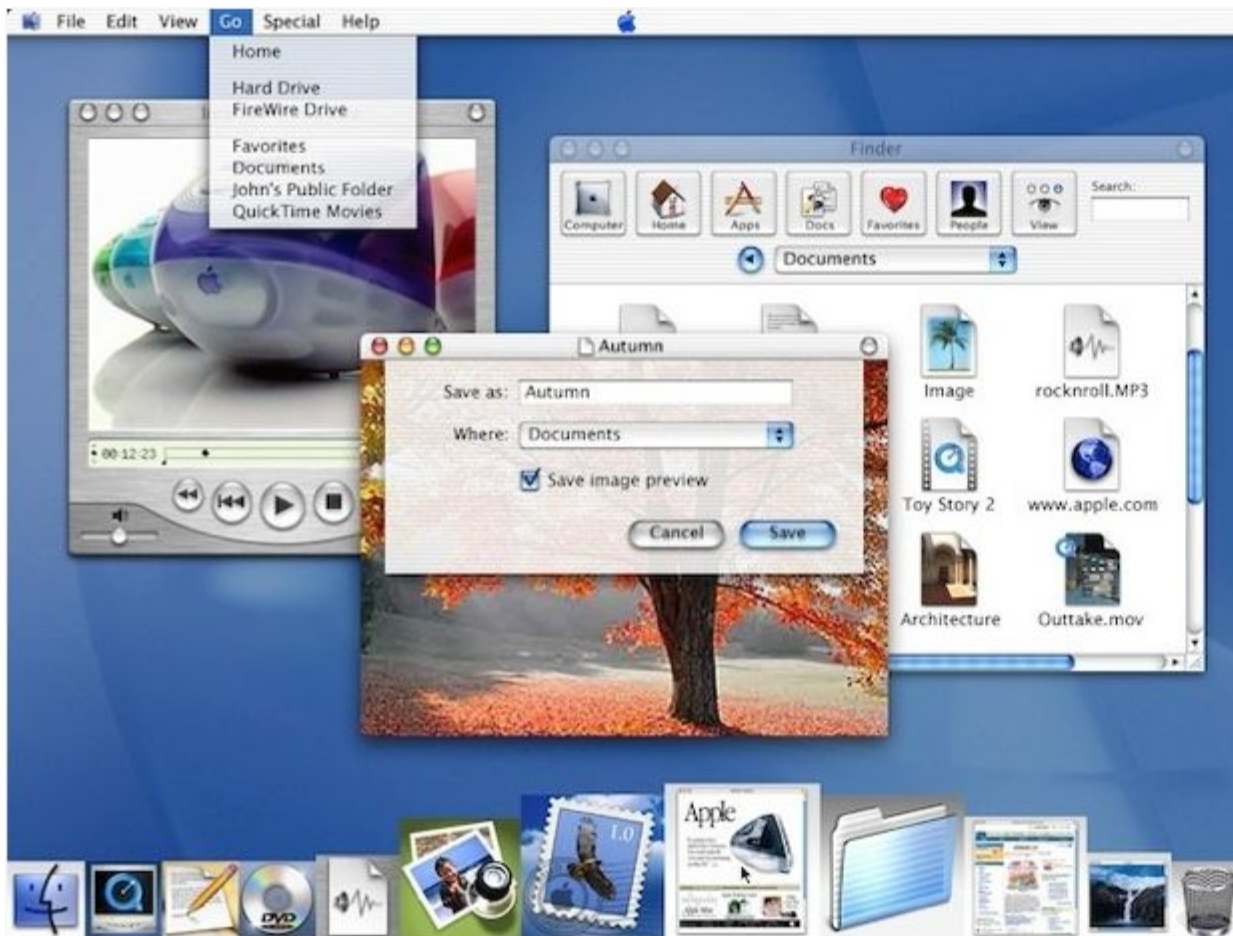 File Edit View Go Special Help
Home
Hard Drive
FireWire Drive
Favorites
Documents
John's Public Folder
QuickTime Movies
00:12:23
Finder
Computer
Home
Apps
Docs
Favorites
People
View
Search:
Documents
Image
rocknroll.MP3
Toy Story 2
www.apple.com
Architecture
Outtake.mov
Autumn
Save as: Autumn
Where: Documents
Save image preview
Cancel Save
DVD
1.0
Apple